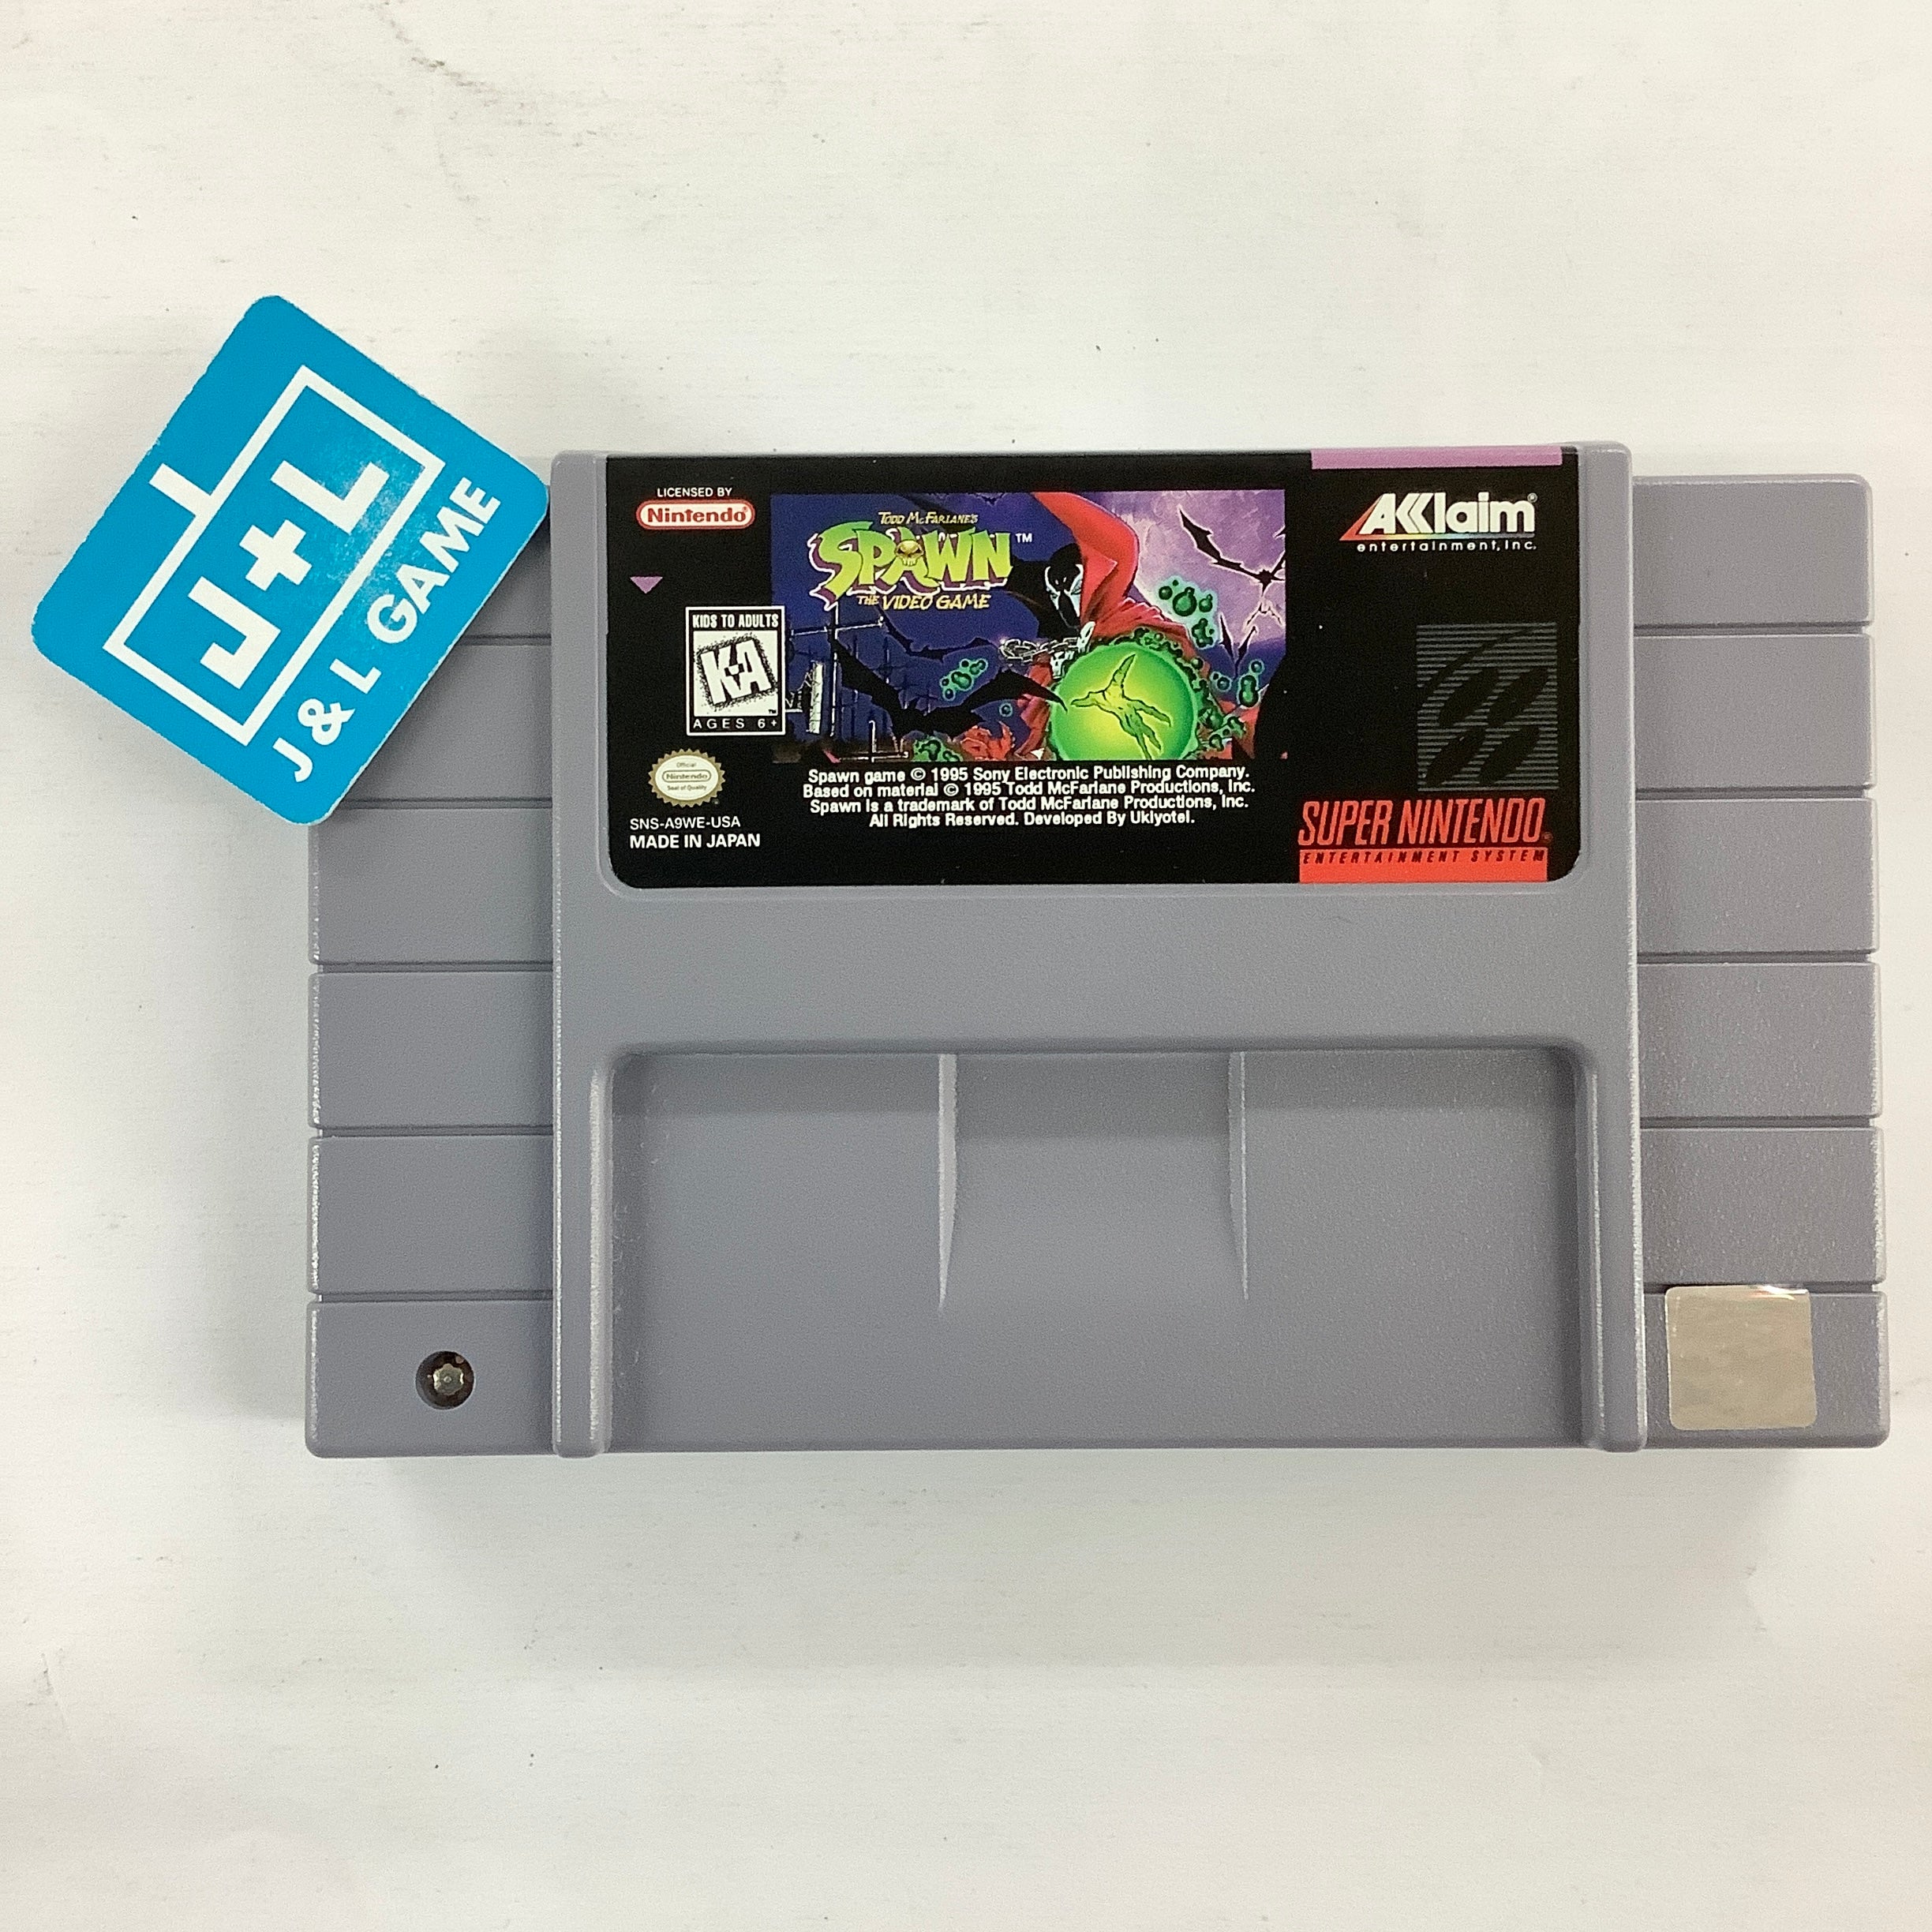 J+L
J & L GAME
LICENSED BY
Nintendo
TODD MCFARLANE'S
SPAWN™
THE VIDEO GAME
AKKlaim®
entertainment, inc.
KIDS TO ADULTS
K-A
AGES 6+
™
Official
Nintendo
Seal of Quality
SNS-A9WE-USA
MADE IN JAPAN
Spawn game © 1995 Sony Electronic Publishing Company.
Based on material © 1995 Todd McFarlane Productions, Inc.
Spawn is a trademark of Todd McFarlane Productions, Inc.
All Rights Reserved. Developed By Ukiyotei.
SUPER NINTENDO®
ENTERTAINMENT SYSTEM